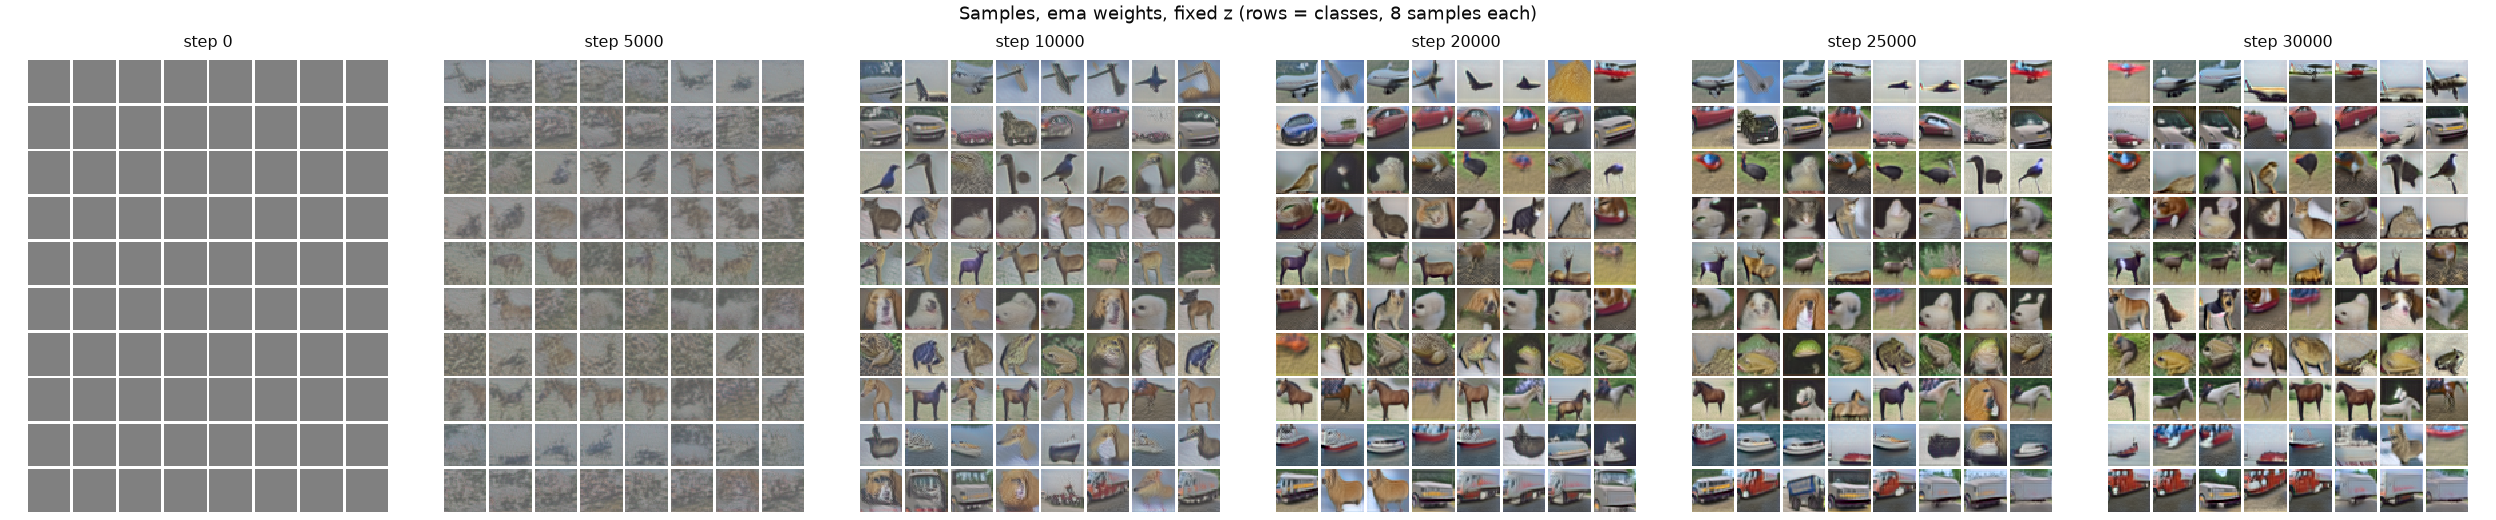 Samples, ema weights, fixed z (rows = classes, 8 samples each)
step 0
step 5000
step 10000
step 20000
step 25000
step 30000